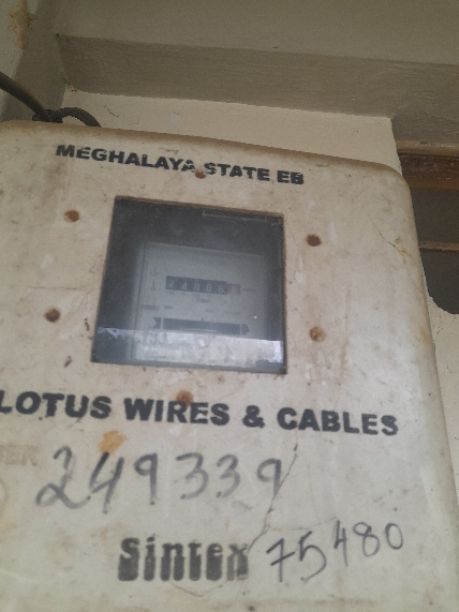 MEGHALAYA STATE EB
LOTUS WIRES & CABLES
249339
Sintex 75480